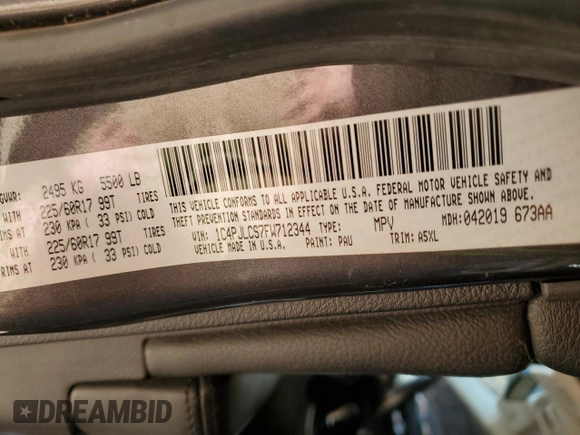 GVWR: 2495 KG 5500 LB
WITH 225/60R17 99T TIRES
RIMS AT 230 KPA ( 33 PSI) COLD
WITH 225/60R17 99T TIRES
RIMS AT 230 KPA ( 33 PSI) COLD
THIS VEHICLE CONFORMS TO ALL APPLICABLE U.S.A. FEDERAL MOTOR VEHICLE SAFETY AND
THEFT PREVENTION STANDARDS IN EFFECT ON THE DATE OF MANUFACTURE SHOWN ABOVE.
VIN: 1C4PJLCS7FW712344 TYPE: MPV MDH: 042019 673AA
VEHICLE MADE IN U.S.A. PAINT: PAU TRIM: A5XL
DREAMBID